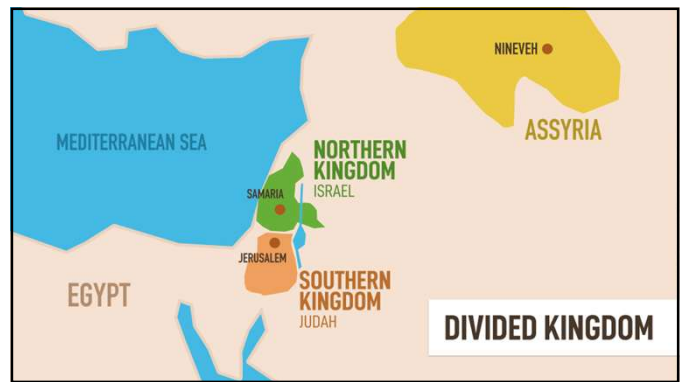 NINEVEH
ASSYRIA
MEDITERRANEAN SEA
NORTHERN
KINGDOM
ISRAEL
SAMARIA
JERUSALEM
SOUTHERN
KINGDOM
JUDAH
EGYPT
DIVIDED KINGDOM